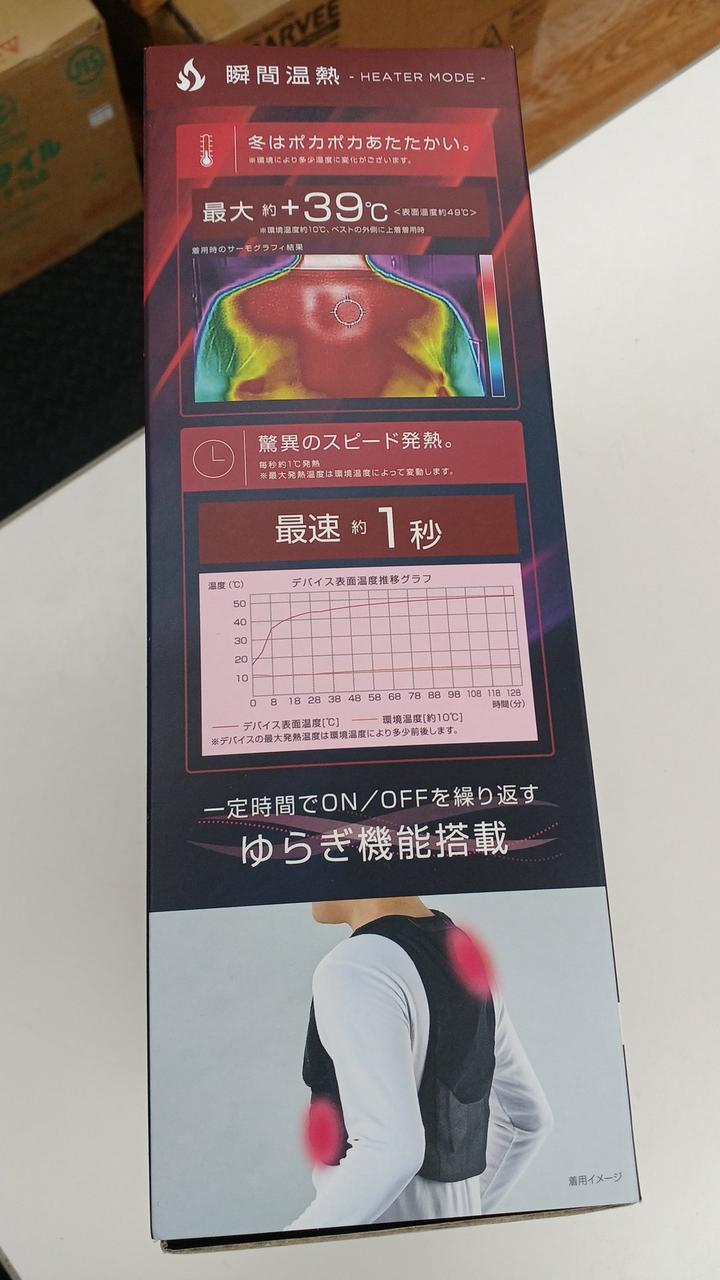 瞬間温熱 - HEATER MODE -
冬はポカポカあたたかい。
※環境により多少温度に変化がございます。
最大 約+39℃ <表面温度約49℃>
※環境温度約10℃、ベストの外側に上着着用時
着用時のサーモグラフィ結果
驚異のスピード発熱。
毎秒約1℃発熱
※最大発熱温度は環境温度によって変動します。
最速 約1秒
デバイス表面温度推移グラフ
温度(℃)
50
40
30
20
10
0 8 18 28 38 48 58 68 78 88 98 108 118 128
時間(分)
デバイス表面温度[℃] 環境温度[約10℃]
※デバイスの最大発熱温度は環境温度により多少前後します。
一定時間でON/OFFを繰り返す
ゆらぎ機能搭載
着用イメージ
タイル